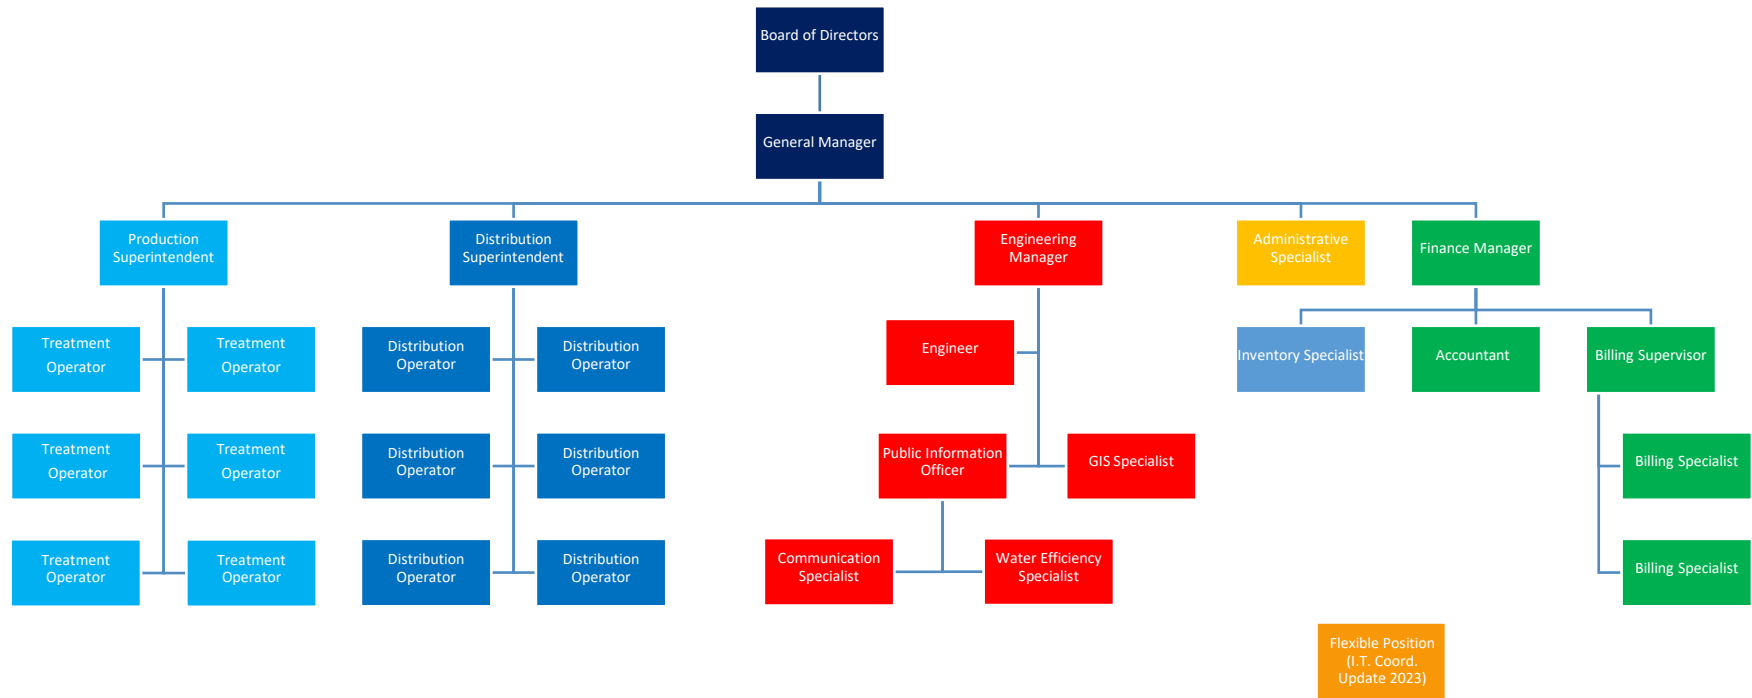 Board of Directors
General Manager
Production
Superintendent
Distribution
Superintendent
Engineering
Manager
Administrative
Specialist
Finance Manager
Treatment
Operator
Treatment
Operator
Distribution
Operator
Distribution
Operator
Engineer
Inventory Specialist
Accountant
Billing Supervisor
Treatment
Operator
Treatment
Operator
Distribution
Operator
Distribution
Operator
Public Information
Officer
GIS Specialist
Billing Specialist
Treatment
Operator
Treatment
Operator
Distribution
Operator
Distribution
Operator
Communication
Specialist
Water Efficiency
Specialist
Billing Specialist
Flexible Position
(I.T. Coord.
Update 2023)